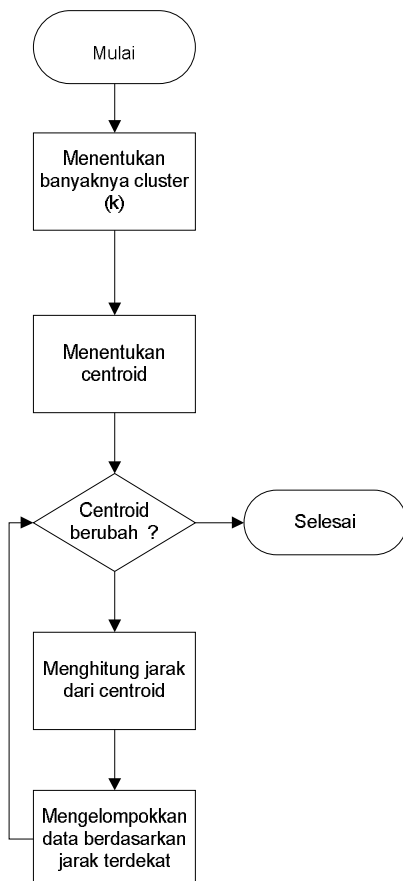 Mulai
Menentukan
banyaknya cluster
(k)
Menentukan
centroid
Centroid
berubah ?
Selesai
Menghitung jarak
dari centroid
Mengelompokkan
data berdasarkan
jarak terdekat